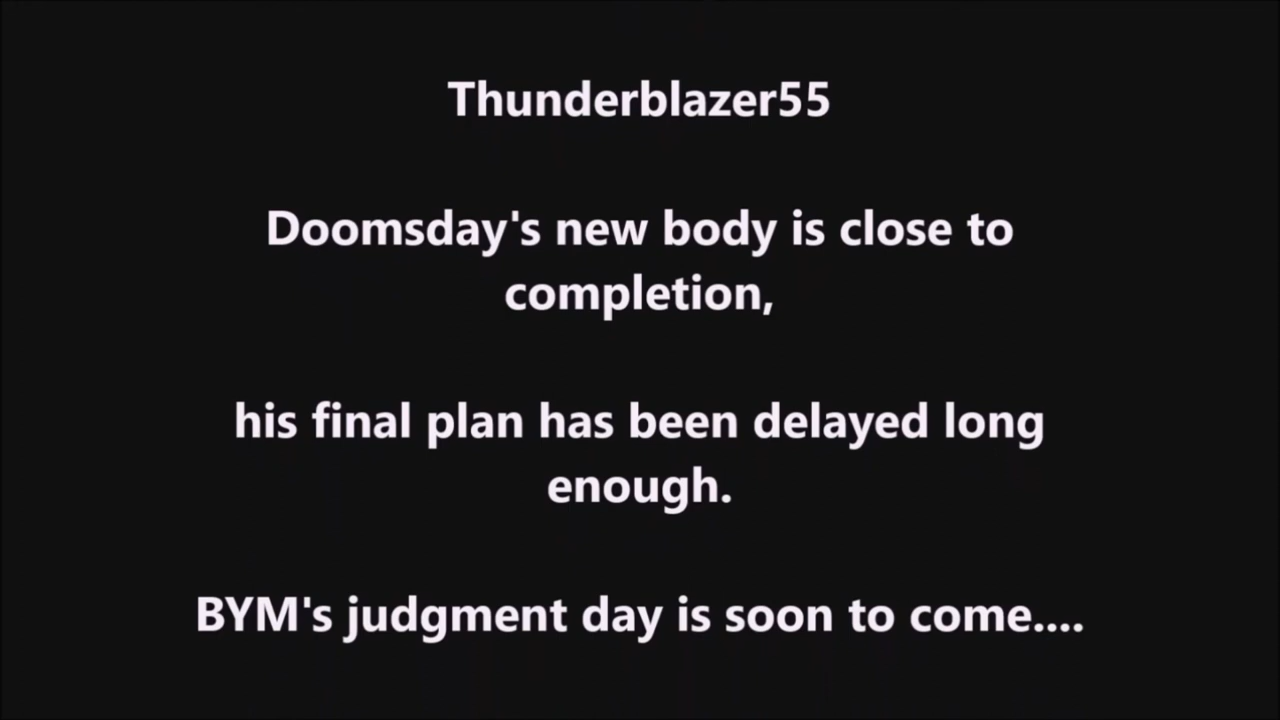 Thunderblazer55
Doomsday's new body is close to
completion,
his final plan has been delayed long
enough.
BYM's judgment day is soon to come....